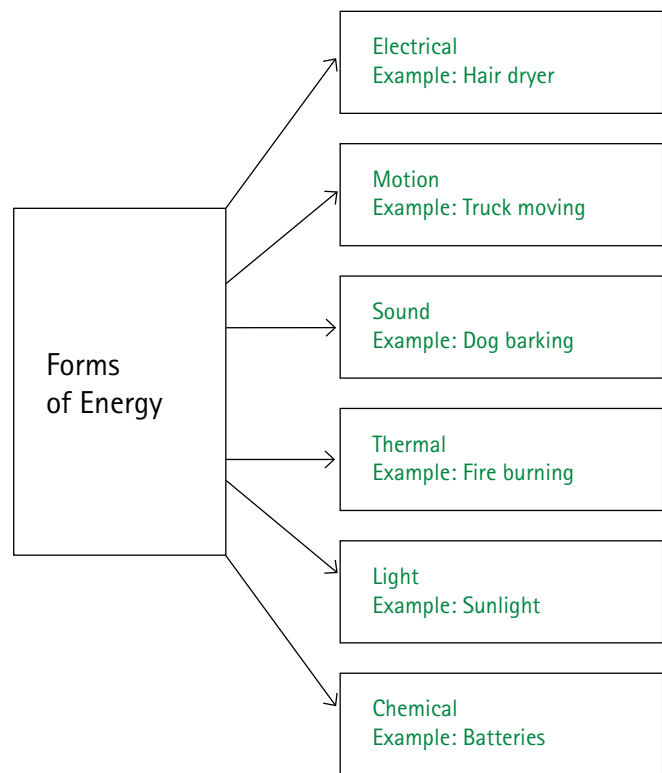 Electrical
Example: Hair dryer
Motion
Example: Truck moving
Sound
Example: Dog barking
Forms
of Energy
Thermal
Example: Fire burning
Light
Example: Sunlight
Chemical
Example: Batteries